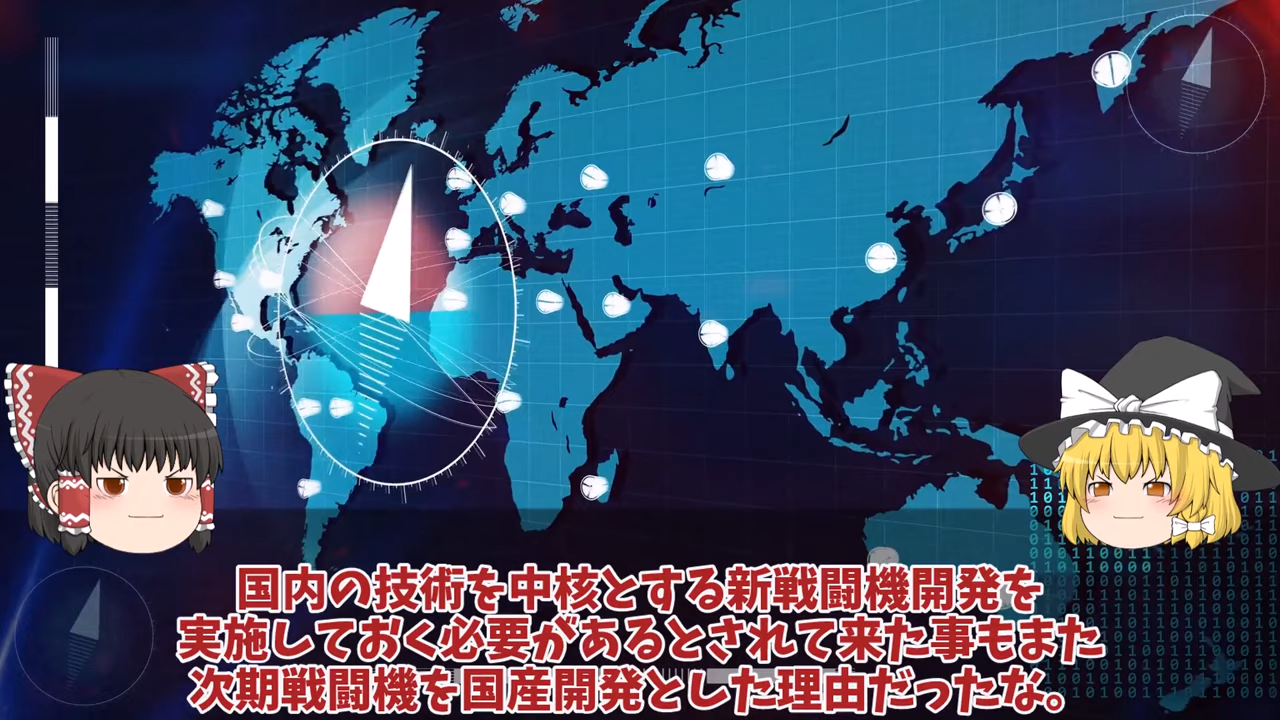 国内の技術を中核とする新戦闘機開発を
実施しておく必要があるとされて来た事もまた
次期戦闘機を国産開発とした理由だったな。